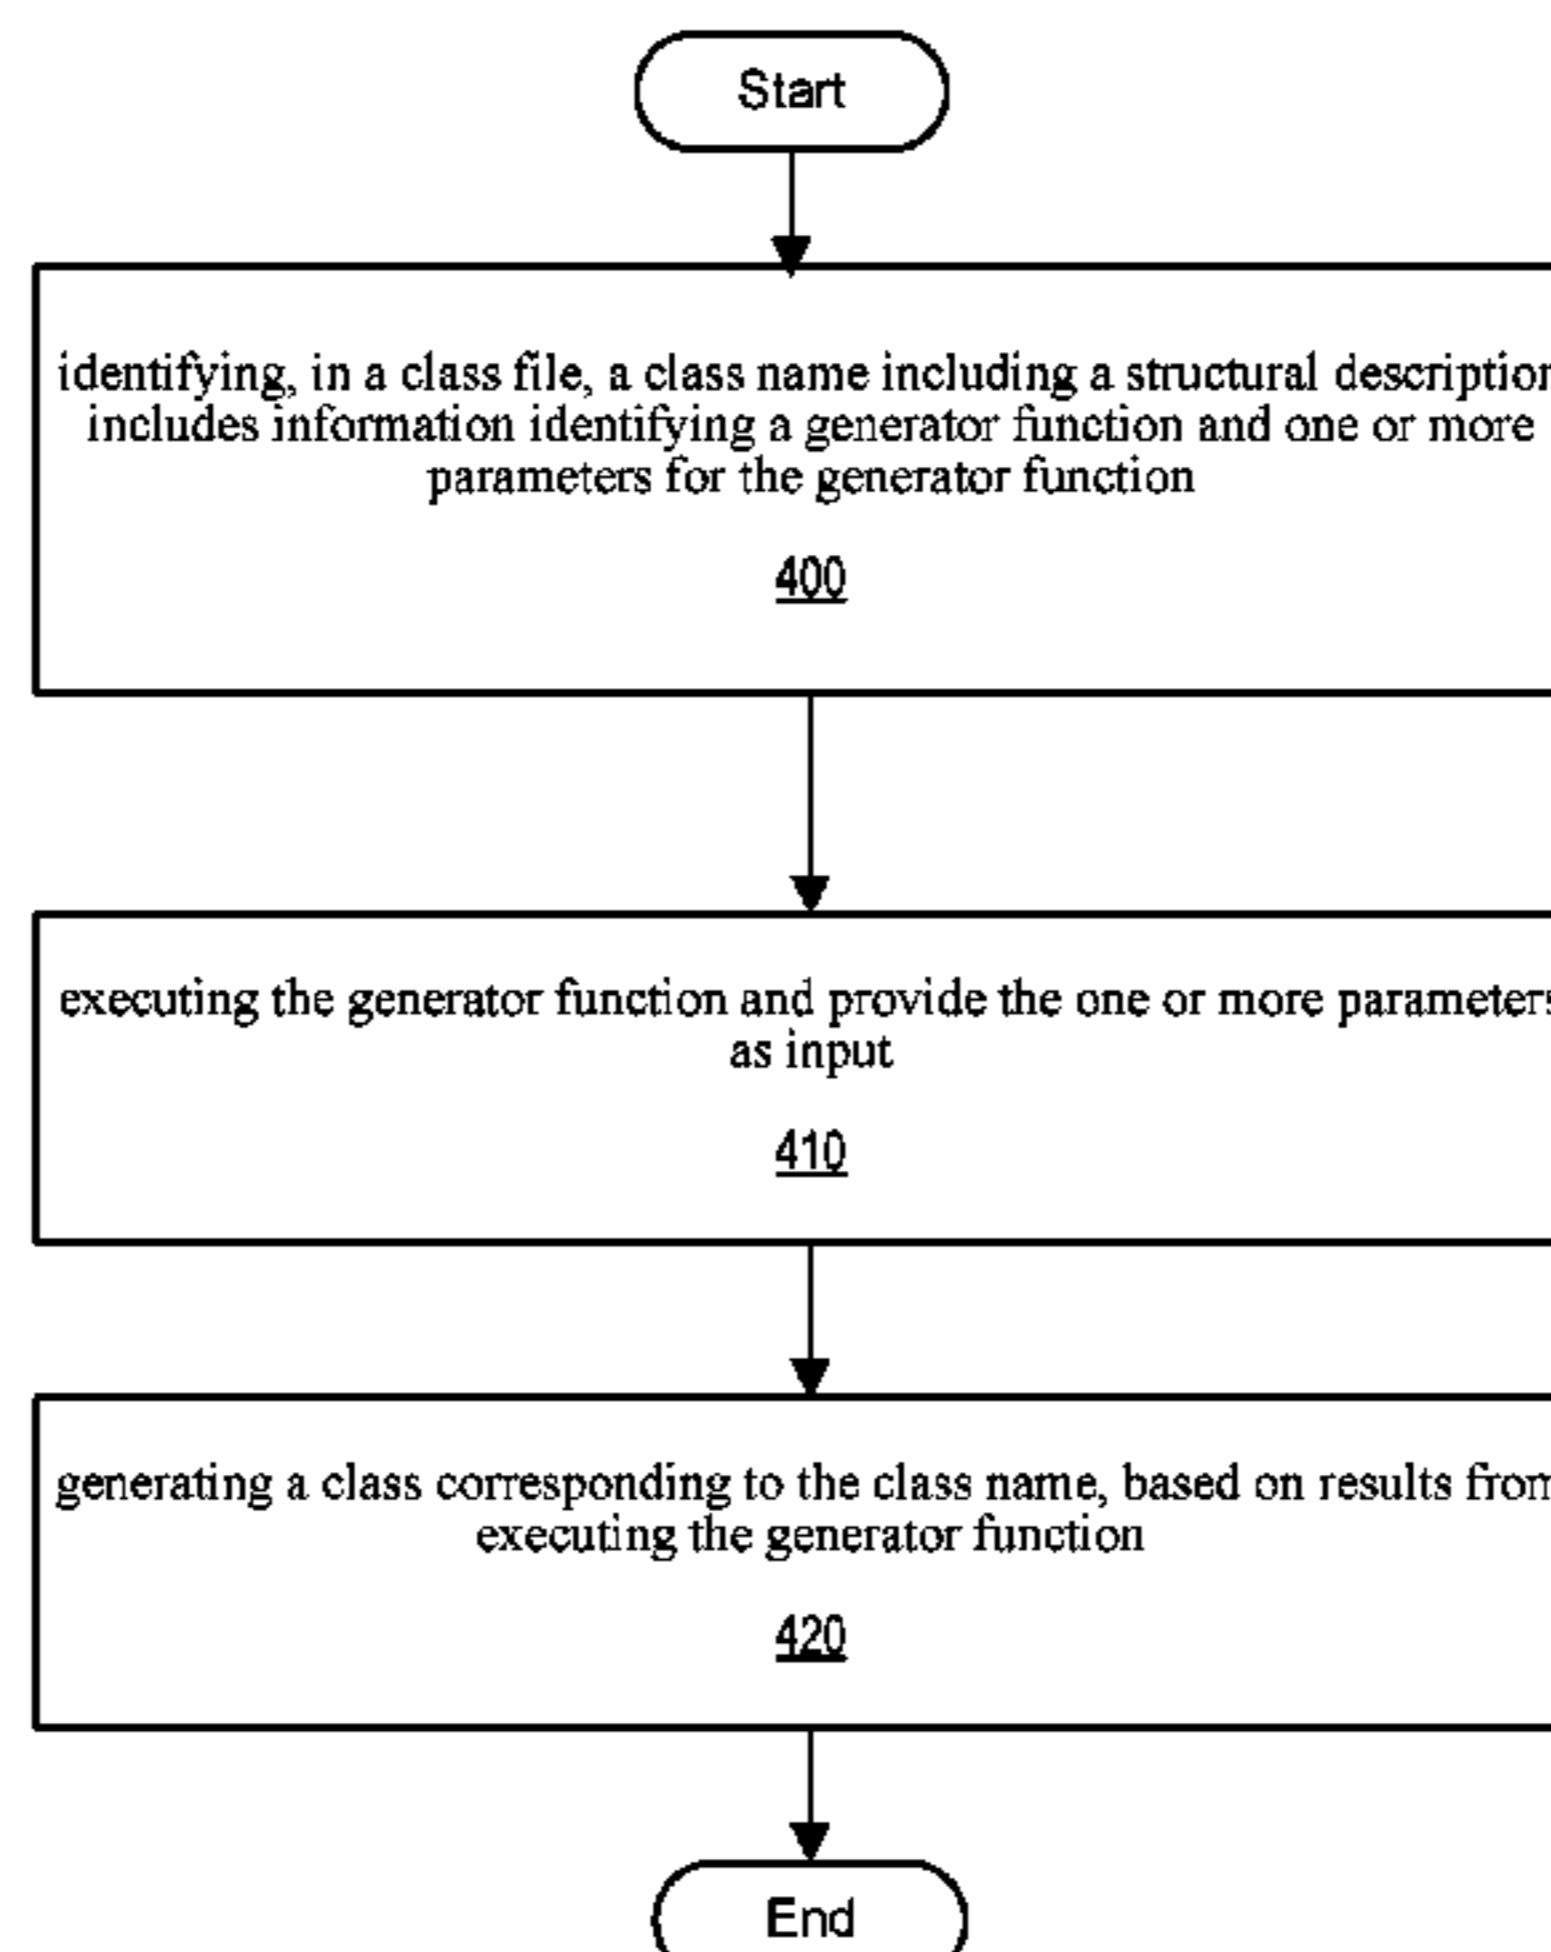 Start
identifying, in a class file, a class name including a structural description
includes information identifying a generator function and one or more
parameters for the generator function
400
executing the generator function and provide the one or more parameters
as input
410
generating a class corresponding to the class name, based on results from
executing the generator function
420
End